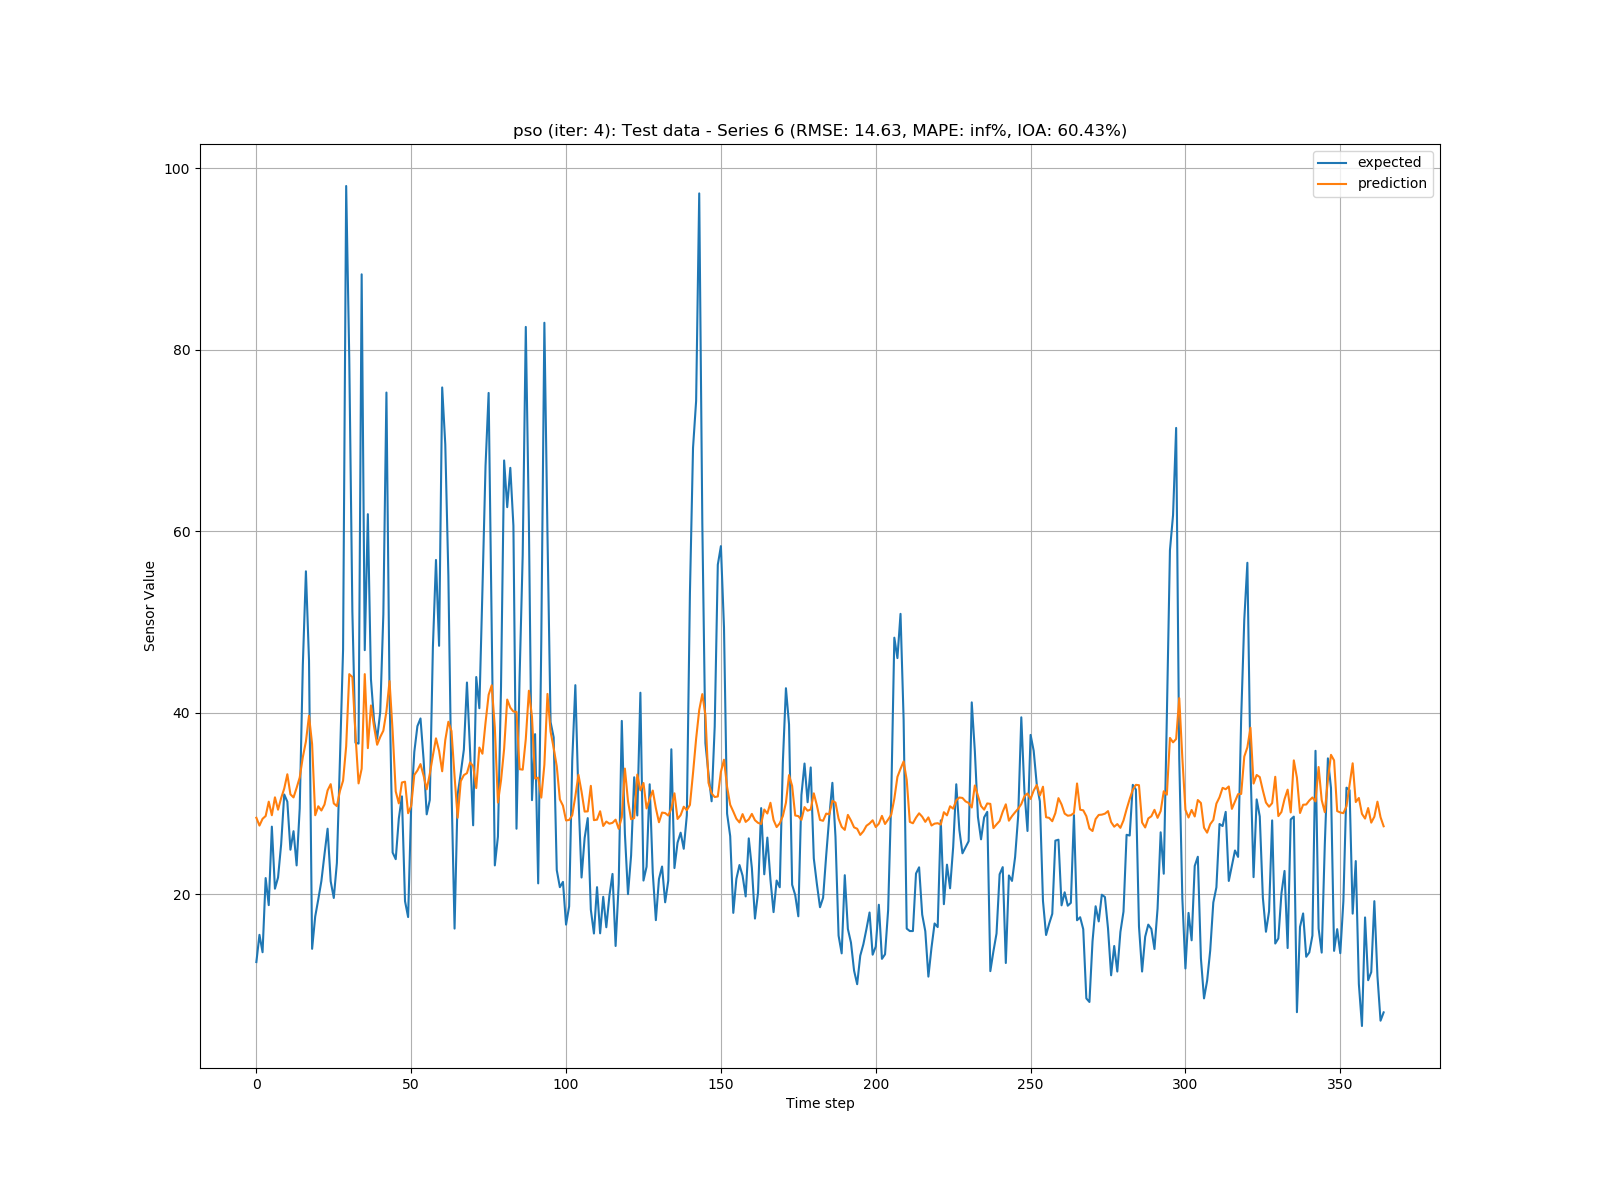 pso (iter: 4): Test data - Series 6 (RMSE: 14.63, MAPE: inf%, IOA: 60.43%)
expected
prediction
100
80
60
40
20
Sensor Value
0 50 100 150 200 250 300 350
Time step